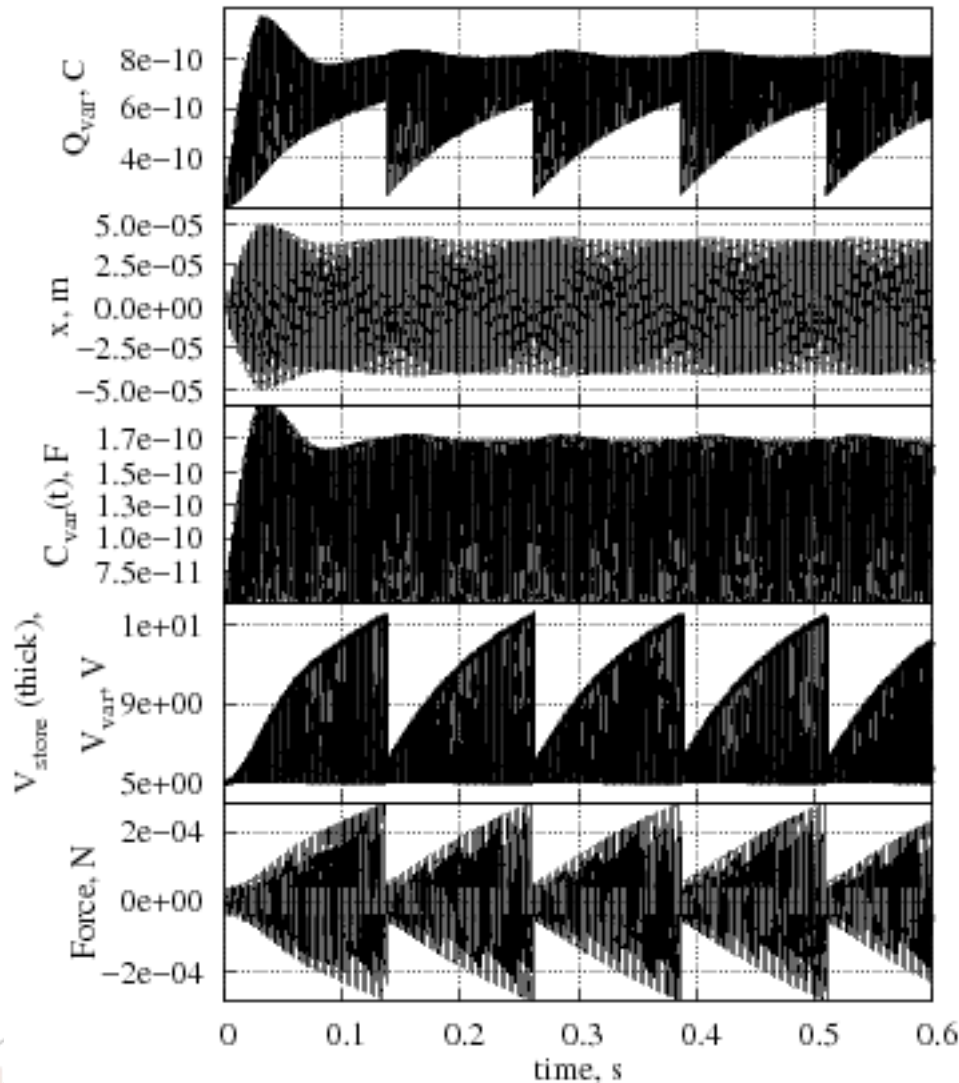 Q_var, C
8e−10
6e−10
4e−10
x, m
5.0e−05
2.5e−05
0.0e+00
−2.5e−05
−5.0e−05
C_var(t), F
1.7e−10
1.5e−10
1.3e−10
1.0e−10
7.5e−11
V_store (thick),
V_var, V
1e+01
9e+00
5e+00
Force, N
2e−04
0e+00
−2e−04
0 0.1 0.2 0.3 0.4 0.5 0.6
time, s